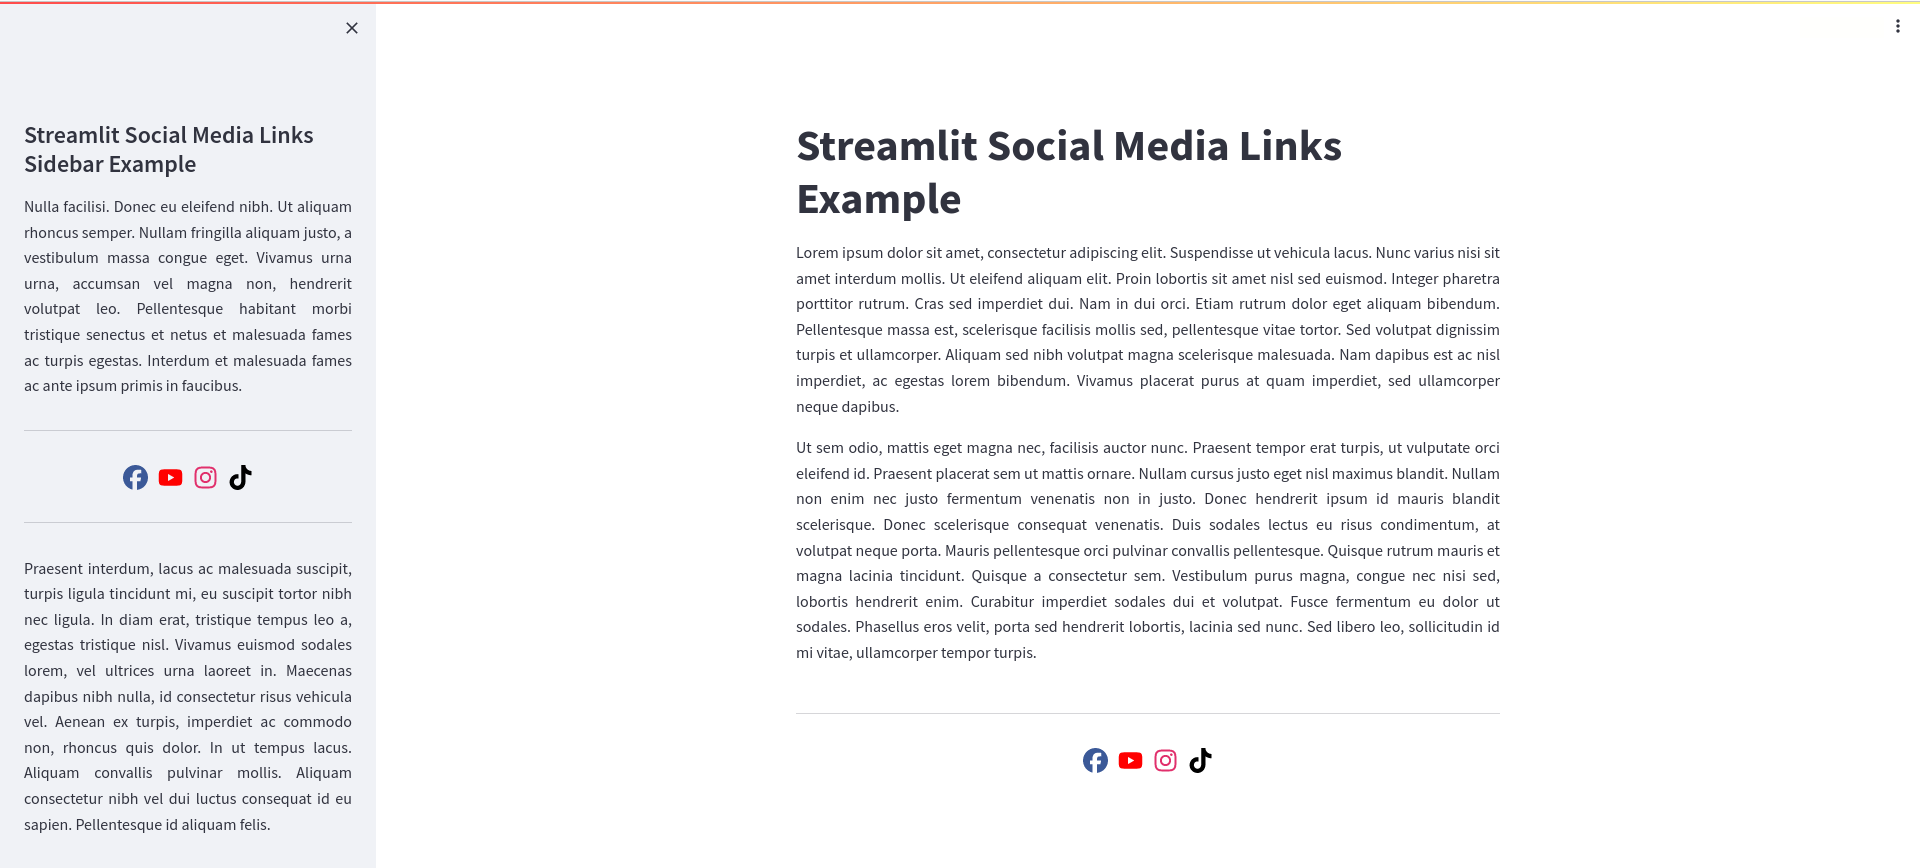 Streamlit Social Media Links
Sidebar Example
Nulla facilisi. Donec eu eleifend nibh. Ut aliquam
rhoncus semper. Nullam fringilla aliquam justo, a
vestibulum massa congue eget. Vivamus urna
urna, accumsan vel magna non, hendrerit
volutpat leo. Pellentesque habitant morbi
tristique senectus et netus et malesuada fames
ac turpis egestas. Interdum et malesuada fames
ac ante ipsum primis in faucibus.
Praesent interdum, lacus ac malesuada suscipit,
turpis ligula tincidunt mi, eu suscipit tortor nibh
nec ligula. In diam erat, tristique tempus leo a,
egestas tristique nisl. Vivamus euismod sodales
lorem, vel ultrices urna laoreet in. Maecenas
dapibus nibh nulla, id consectetur risus vehicula
vel. Aenean ex turpis, imperdiet ac commodo
non, rhoncus quis dolor. In ut tempus lacus.
Aliquam convallis pulvinar mollis. Aliquam
consectetur nibh vel dui luctus consequat id eu
sapien. Pellentesque id aliquam felis.
Streamlit Social Media Links
Example
Lorem ipsum dolor sit amet, consectetur adipiscing elit. Suspendisse ut vehicula lacus. Nunc varius nisi sit
amet interdum mollis. Ut eleifend aliquam elit. Proin lobortis sit amet nisl sed euismod. Integer pharetra
porttitor rutrum. Cras sed imperdiet dui. Nam in dui orci. Etiam rutrum dolor eget aliquam bibendum.
Pellentesque massa est, scelerisque facilisis mollis sed, pellentesque vitae tortor. Sed volutpat dignissim
turpis et ullamcorper. Aliquam sed nibh volutpat magna scelerisque malesuada. Nam dapibus est ac nisl
imperdiet, ac egestas lorem bibendum. Vivamus placerat purus at quam imperdiet, sed ullamcorper
neque dapibus.
Ut sem odio, mattis eget magna nec, facilisis auctor nunc. Praesent tempor erat turpis, ut vulputate orci
eleifend id. Praesent placerat sem ut mattis ornare. Nullam cursus justo eget nisl maximus blandit. Nullam
non enim nec justo fermentum venenatis non in justo. Donec hendrerit ipsum id mauris blandit
scelerisque. Donec scelerisque consequat venenatis. Duis sodales lectus eu risus condimentum, at
volutpat neque porta. Mauris pellentesque orci pulvinar convallis pellentesque. Quisque rutrum mauris et
magna lacinia tincidunt. Quisque a consectetur sem. Vestibulum purus magna, congue nec nisi sed,
lobortis hendrerit enim. Curabitur imperdiet sodales dui et volutpat. Fusce fermentum eu dolor ut
sodales. Phasellus eros velit, porta sed hendrerit lobortis, lacinia sed nunc. Sed libero leo, sollicitudin id
mi vitae, ullamcorper tempor turpis.